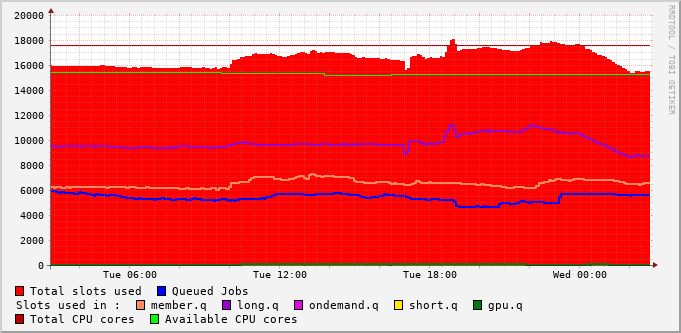 20000
18000
16000
14000
12000
10000
8000
6000
4000
2000
0
Tue 06:00 Tue 12:00 Tue 18:00 Wed 00:00
Total slots used Queued Jobs
Slots used in : member.q long.q ondemand.q short.q gpu.q
Total CPU cores Available CPU cores
RRDTOOL / TOBI OETIKER